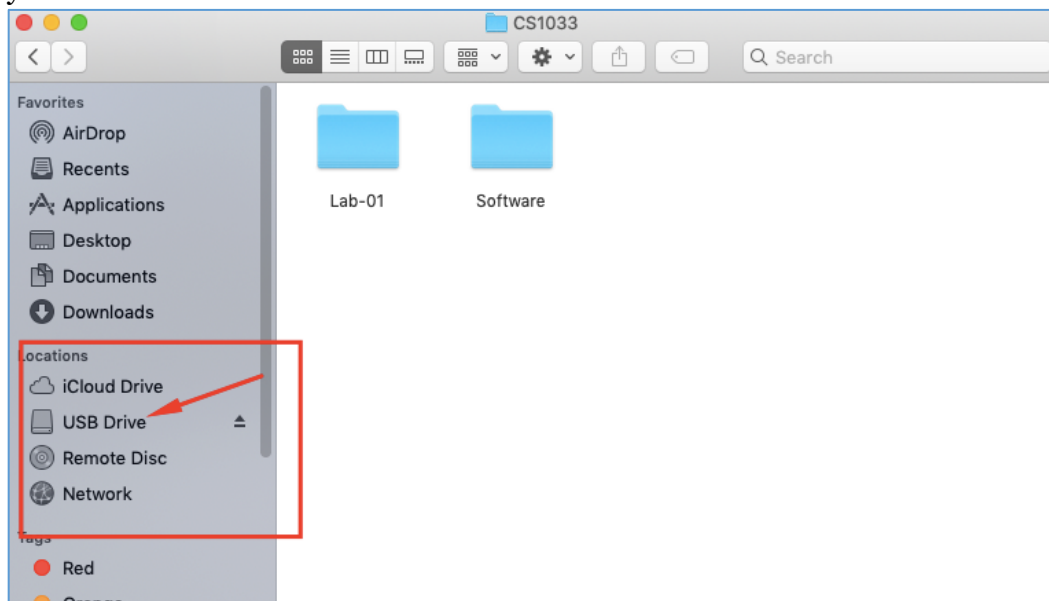 CS1033
Search
Favorites
AirDrop
Recents
Applications
Desktop
Documents
Downloads
Lab-01
Software
Locations
iCloud Drive
USB Drive
Remote Disc
Network
Tags
Red